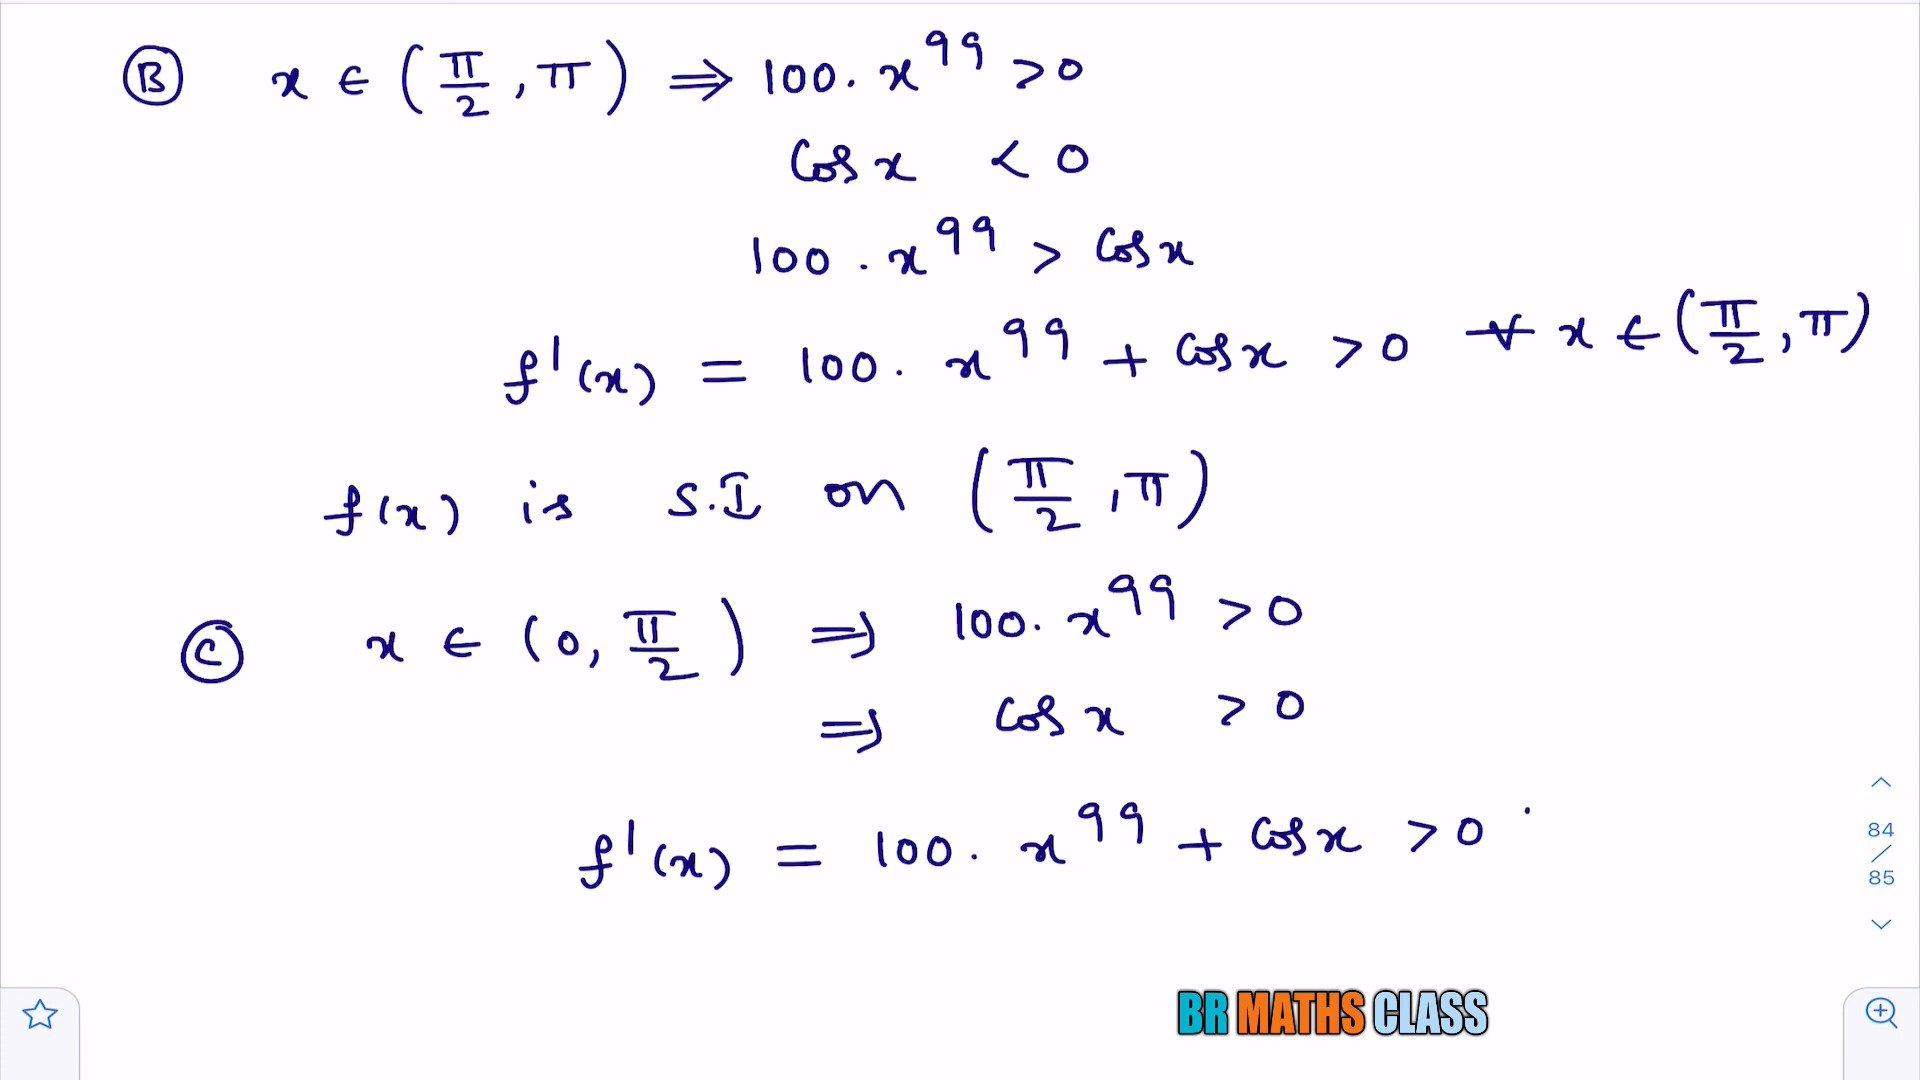 Ⓑ x ∈ (π/2, π) ⇒ 100. x^99 > 0
Cos x < 0
100 . x^99 > Cos x
f'(x) = 100. x^99 + Cos x > 0 ∀ x ∈ (π/2, π)
f(x) is S.I on (π/2, π)
Ⓒ x ∈ (0, π/2) ⇒ 100. x^99 > 0
⇒ Cos x > 0
f'(x) = 100. x^99 + Cos x > 0 .
84
/
85
BR MATHS CLASS